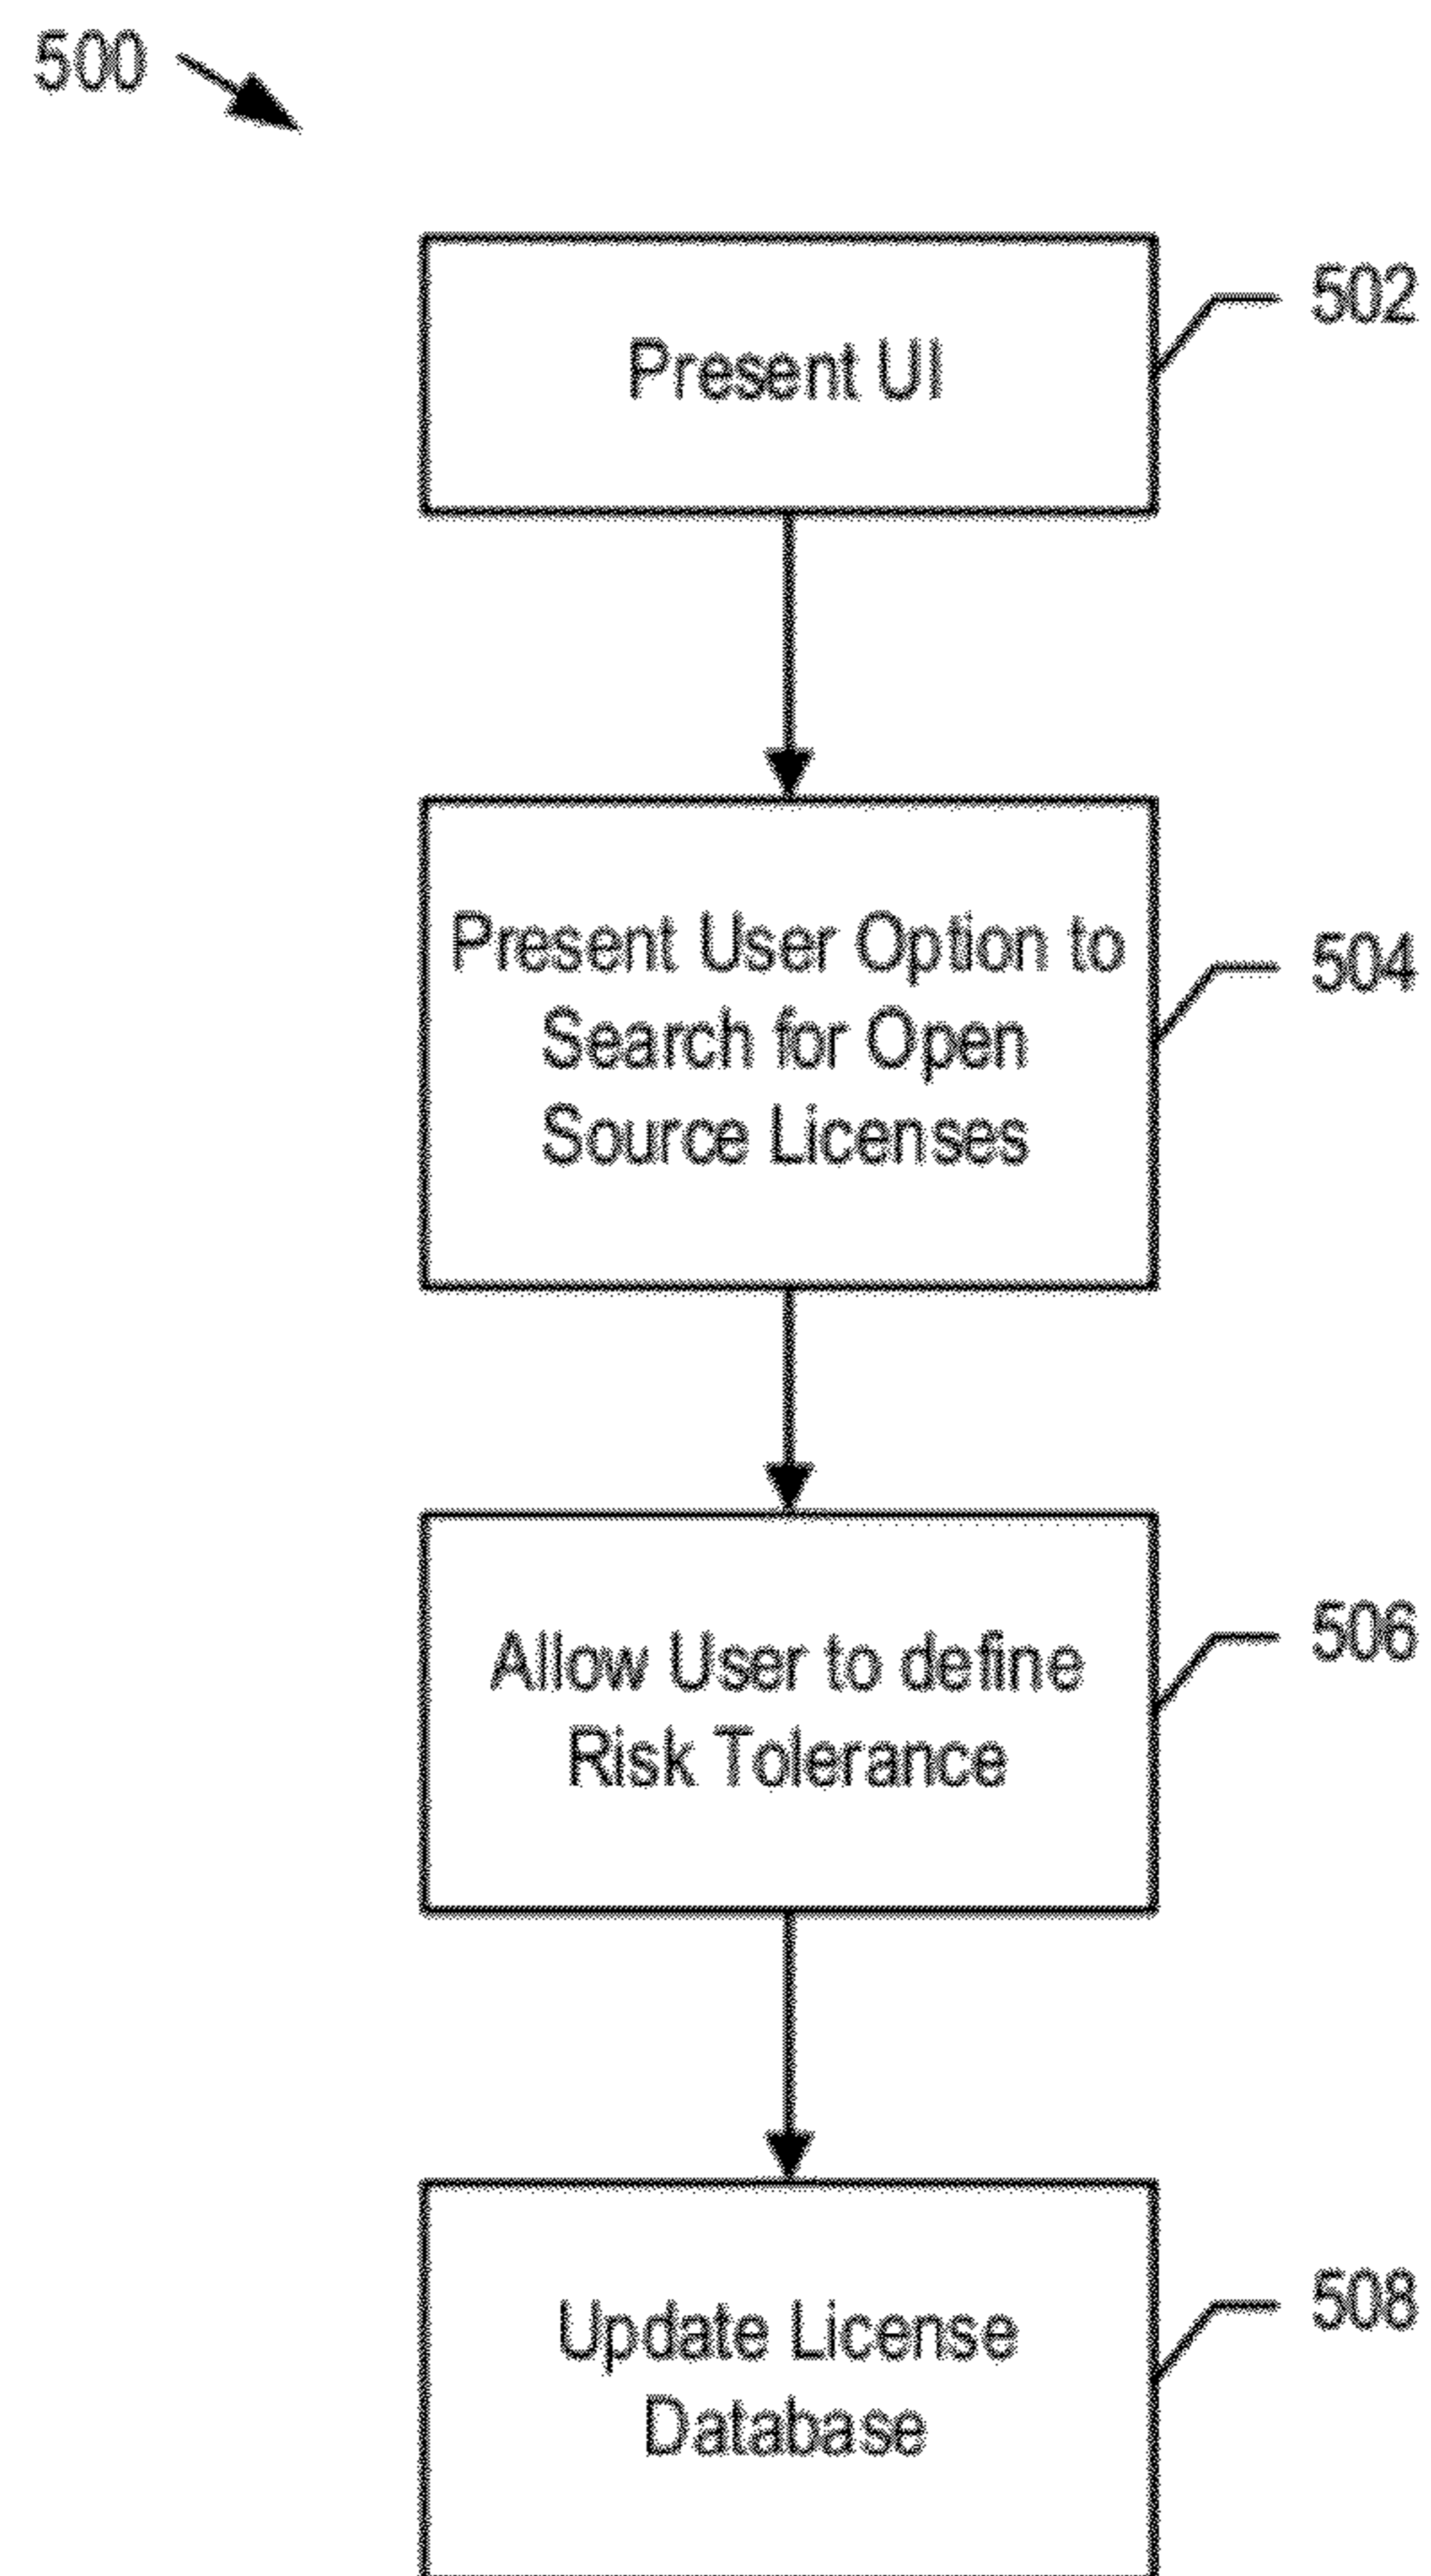 500
Present UI
502
Present User Option to
Search for Open
Source Licenses
504
Allow User to define
Risk Tolerance
506
Update License
Database
508